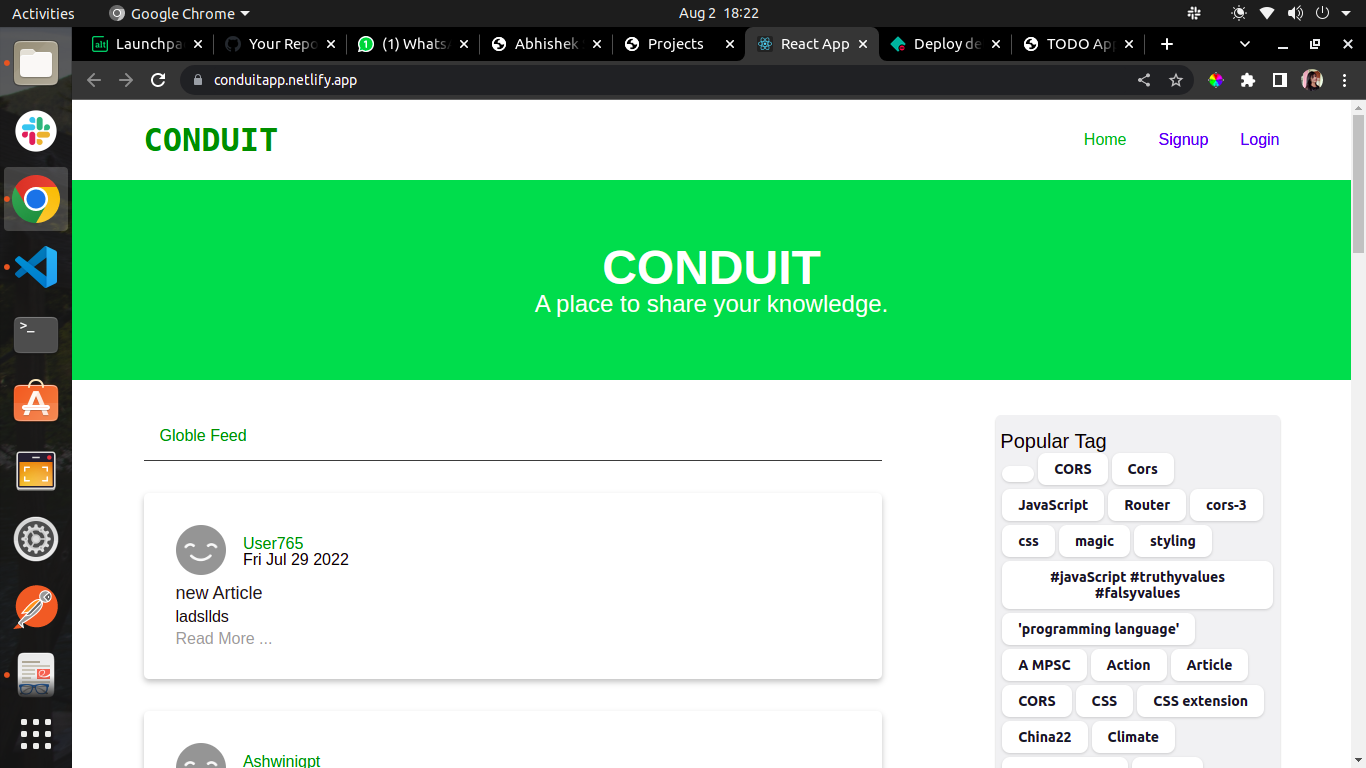 Activities Google Chrome Aug 2 18:22
Launchpa Your Repo (1) WhatsA Abhishek Projects React App Deploy de TODO App
conduitapp.netlify.app
CONDUIT Home Signup Login
CONDUIT
A place to share your knowledge.
Globle Feed
User765
Fri Jul 29 2022
new Article
ladsllds
Read More ...
Ashwinigpt
Popular Tag
CORS Cors
JavaScript Router cors-3
css magic styling
#javaScript #truthyvalues
#falsyvalues
'programming language'
A MPSC Action Article
CORS CSS CSS extension
China22 Climate